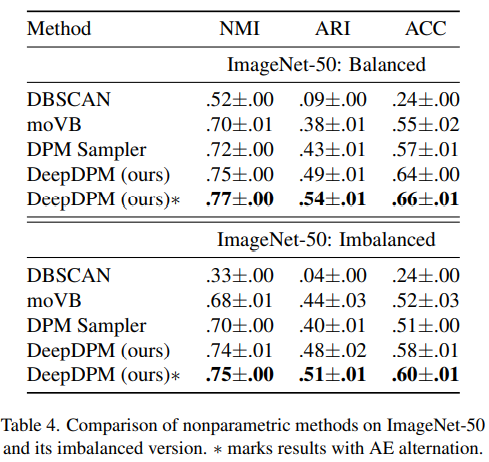 Method NMI ARI ACC
ImageNet-50: Balanced
DBSCAN .52±.00 .09±.00 .24±.00
moVB .70±.01 .38±.01 .55±.02
DPM Sampler .72±.00 .43±.01 .57±.01
DeepDPM (ours) .75±.00 .49±.01 .64±.00
DeepDPM (ours)∗ .77±.00 .54±.01 .66±.01
ImageNet-50: Imbalanced
DBSCAN .33±.00 .04±.00 .24±.00
moVB .68±.01 .44±.03 .52±.03
DPM Sampler .70±.00 .40±.01 .51±.00
DeepDPM (ours) .74±.01 .48±.02 .58±.01
DeepDPM (ours)∗ .75±.00 .51±.01 .60±.01
Table 4. Comparison of nonparametric methods on ImageNet-50
and its imbalanced version. ∗ marks results with AE alternation.